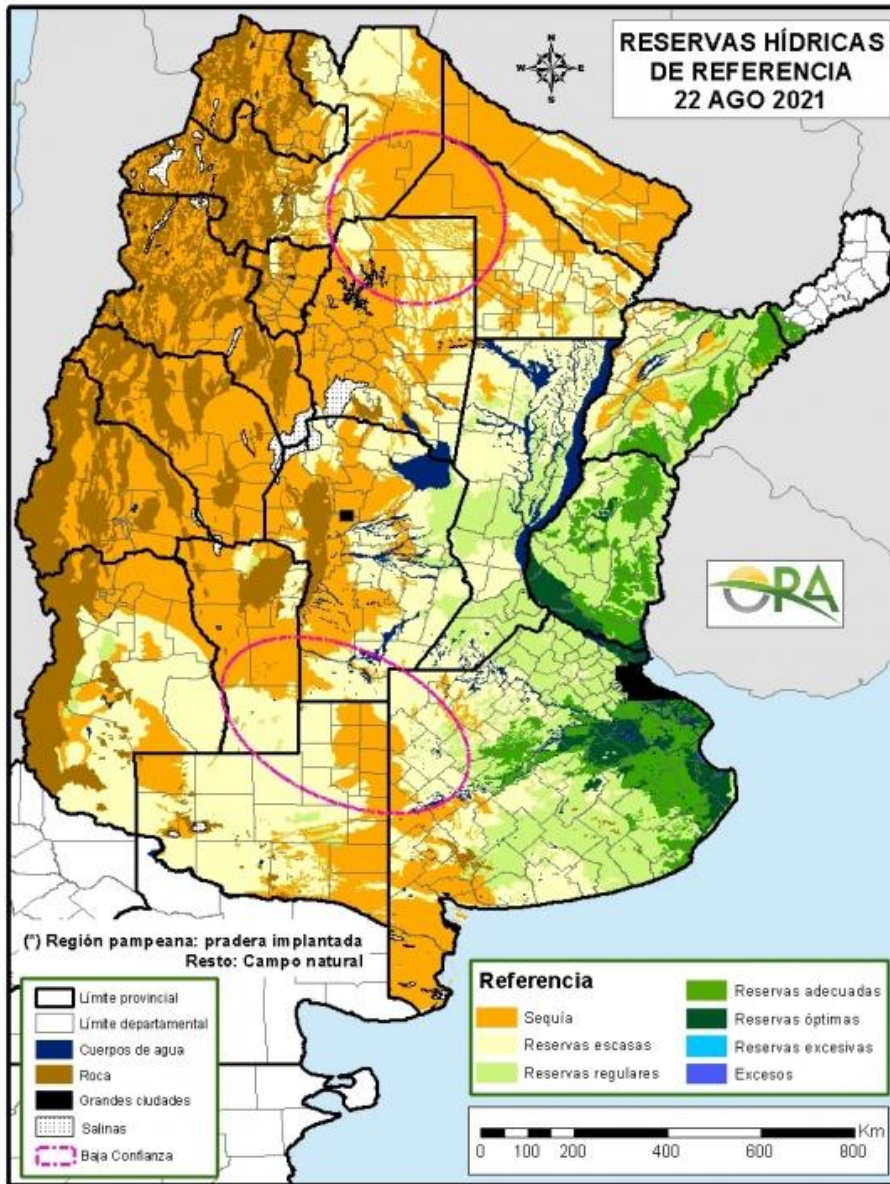 RESERVAS HÍDRICAS
DE REFERENCIA
22 AGO 2021
N
W E
S
OPA
(*) Región pampeana: pradera implantada
Resto: Campo natural
Límite provincial
Límite departamental
Cuerpos de agua
Roca
Grandes ciudades
Salinas
Baja Confianza
Referencia
Sequía
Reservas escasas
Reservas regulares
Reservas adecuadas
Reservas óptimas
Reservas excesivas
Excesos
Km
0 100 200 400 600 800